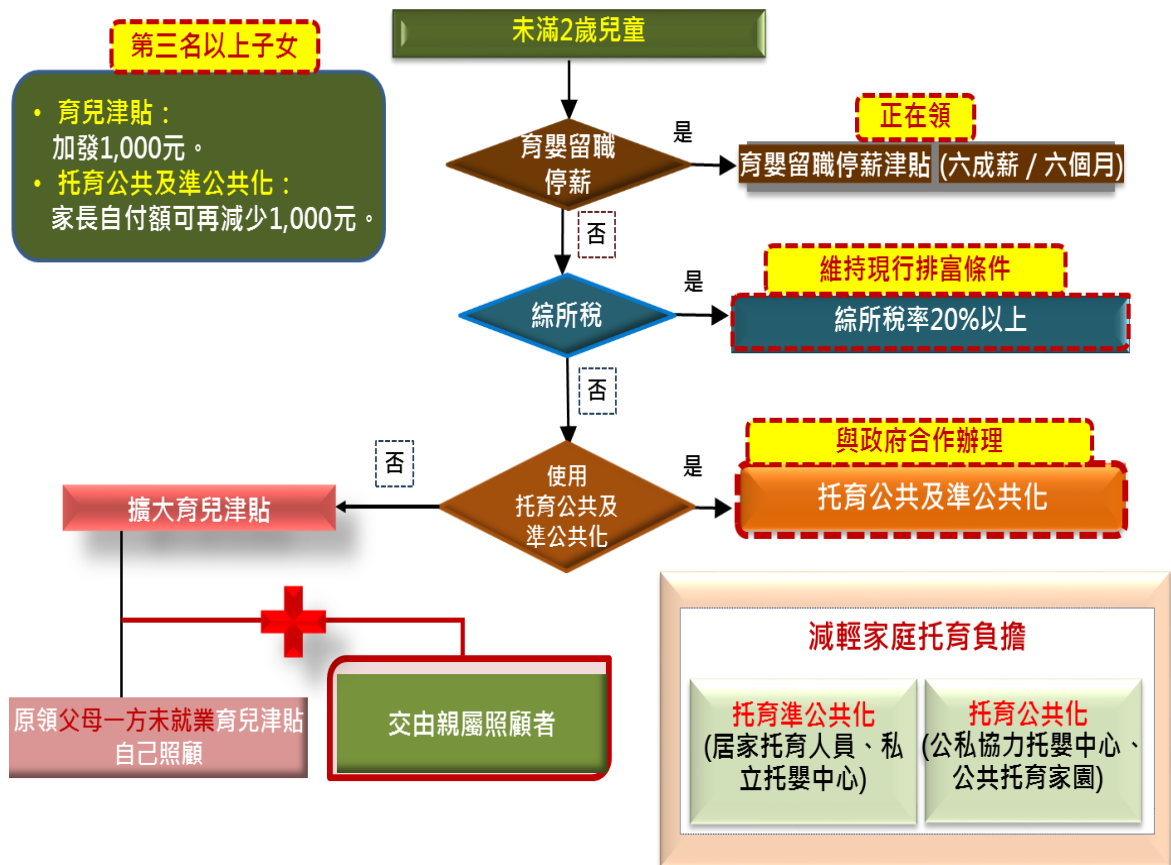 第三名以上子女
• 育兒津貼：
加發1,000元。
• 托育公共及準公共化：
家長自付額可再減少1,000元。
未滿2歲兒童
育嬰留職
停薪
是
正在領
育嬰留職停薪津貼 (六成薪 / 六個月)
否
綜所稅
是
維持現行排富條件
綜所稅率20%以上
否
使用
托育公共及
準公共化
是
與政府合作辦理
托育公共及準公共化
否
擴大育兒津貼
原領父母一方未就業育兒津貼
自己照顧
交由親屬照顧者
減輕家庭托育負擔
托育準公共化
(居家托育人員、私
立托嬰中心)
托育公共化
(公私協力托嬰中心、
公共托育家園)